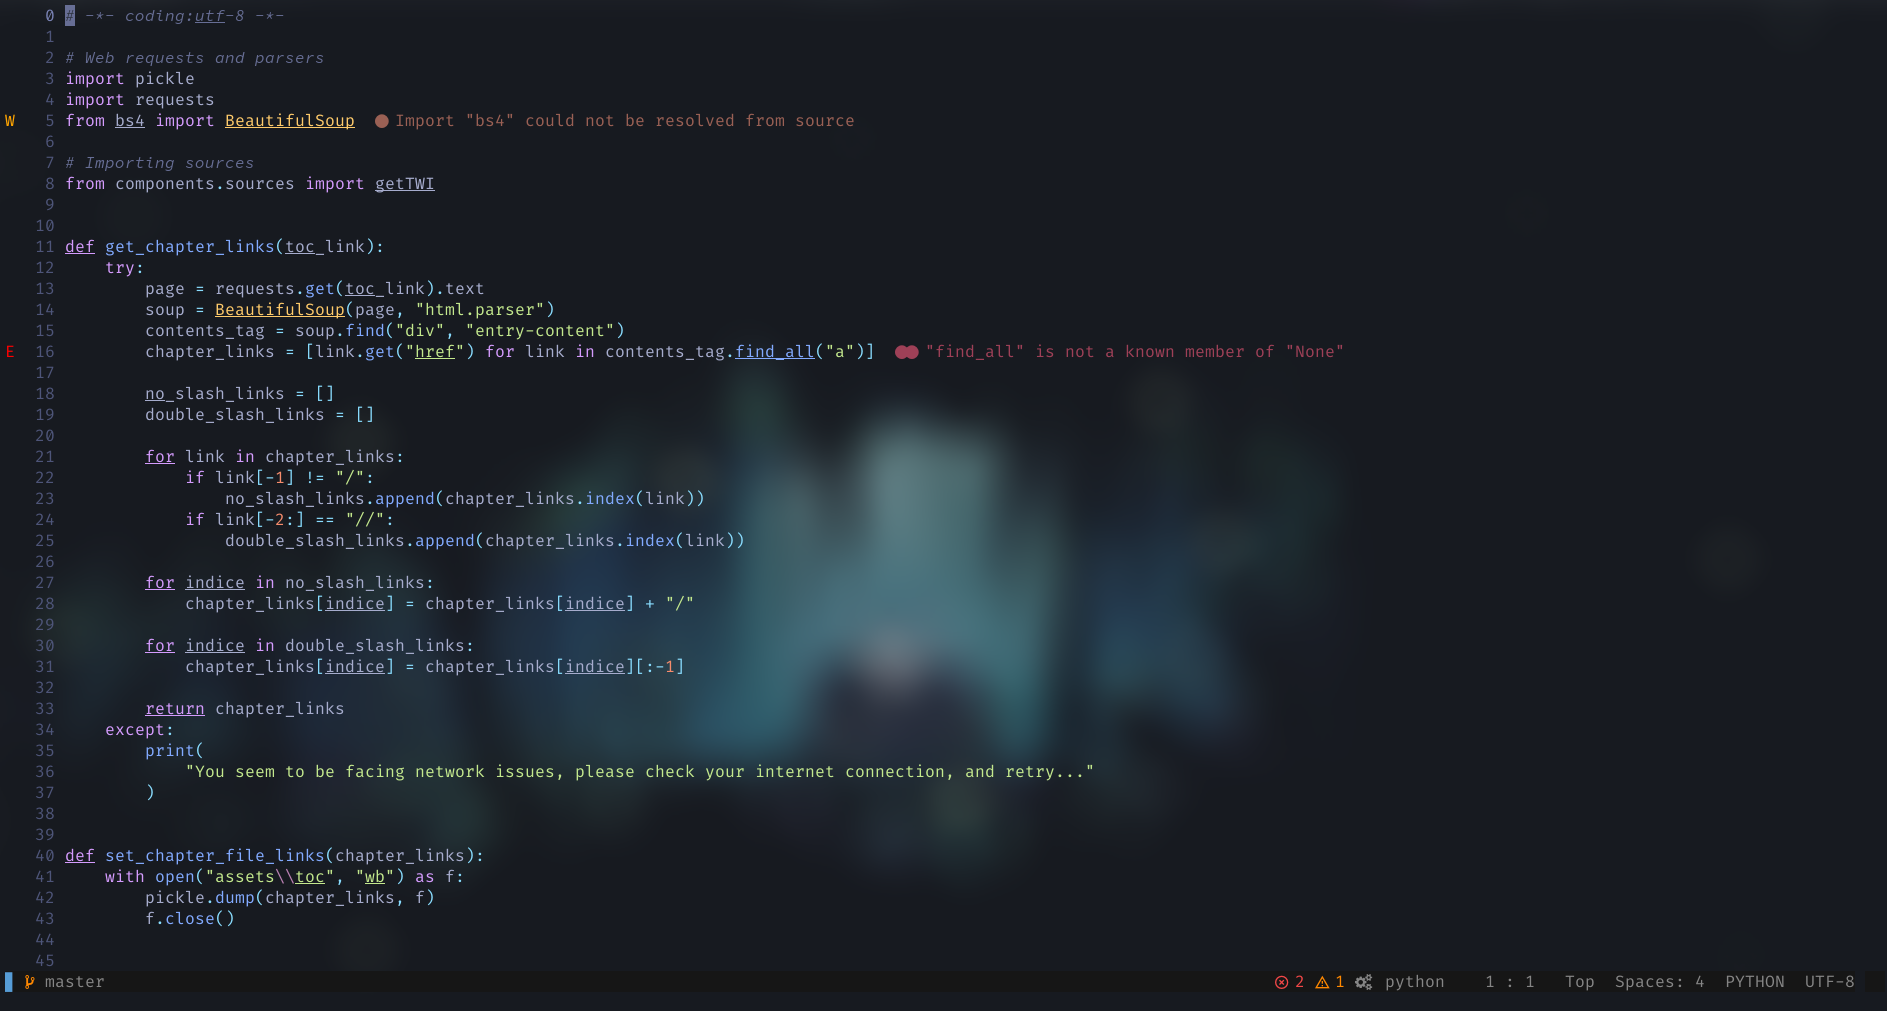 0 # -*- coding:utf-8 -*-
1
2 # Web requests and parsers
3 import pickle
4 import requests
W 5 from bs4 import BeautifulSoup ● Import "bs4" could not be resolved from source
6
7 # Importing sources
8 from components.sources import getTWI
9
10
11 def get_chapter_links(toc_link):
12     try:
13         page = requests.get(toc_link).text
14         soup = BeautifulSoup(page, "html.parser")
15         contents_tag = soup.find("div", "entry-content")
E 16         chapter_links = [link.get("href") for link in contents_tag.find_all("a")] ●● "find_all" is not a known member of "None"
17
18         no_slash_links = []
19         double_slash_links = []
20
21         for link in chapter_links:
22             if link[-1] != "/":
23                 no_slash_links.append(chapter_links.index(link))
24             if link[-2:] == "//":
25                 double_slash_links.append(chapter_links.index(link))
26
27         for indice in no_slash_links:
28             chapter_links[indice] = chapter_links[indice] + "/"
29
30         for indice in double_slash_links:
31             chapter_links[indice] = chapter_links[indice][:-1]
32
33         return chapter_links
34     except:
35         print(
36             "You seem to be facing network issues, please check your internet connection, and retry..."
37         )
38
39
40 def set_chapter_file_links(chapter_links):
41     with open("assets\\toc", "wb") as f:
42         pickle.dump(chapter_links, f)
43         f.close()
44
45
master 2 1 python 1 : 1 Top Spaces: 4 PYTHON UTF-8